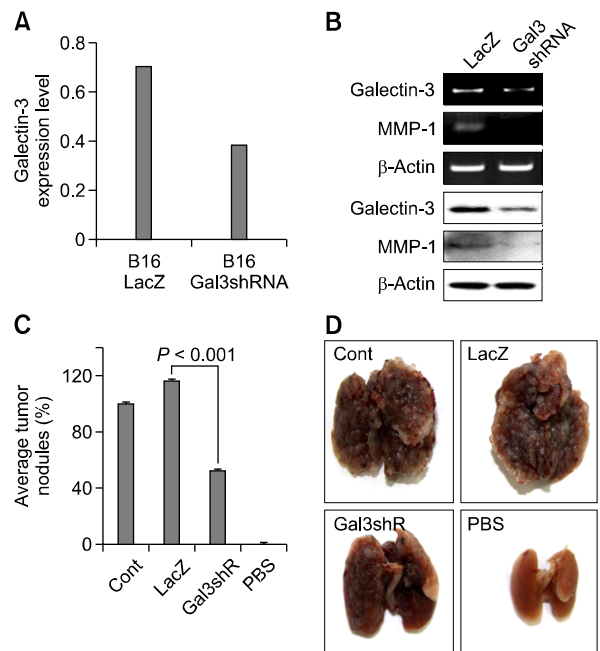 A
Galectin-3
expression level
0.8
0.6
0.4
0.2
0
B16
LacZ
B16
Gal3shRNA
B
LacZ
Gal3
shRNA
Galectin-3
MMP-1
β-Actin
Galectin-3
MMP-1
β-Actin
C
Average tumor
nodules (%)
120
80
40
0
P < 0.001
Cont
LacZ
Gal3shR
PBS
D
Cont
LacZ
Gal3shR
PBS